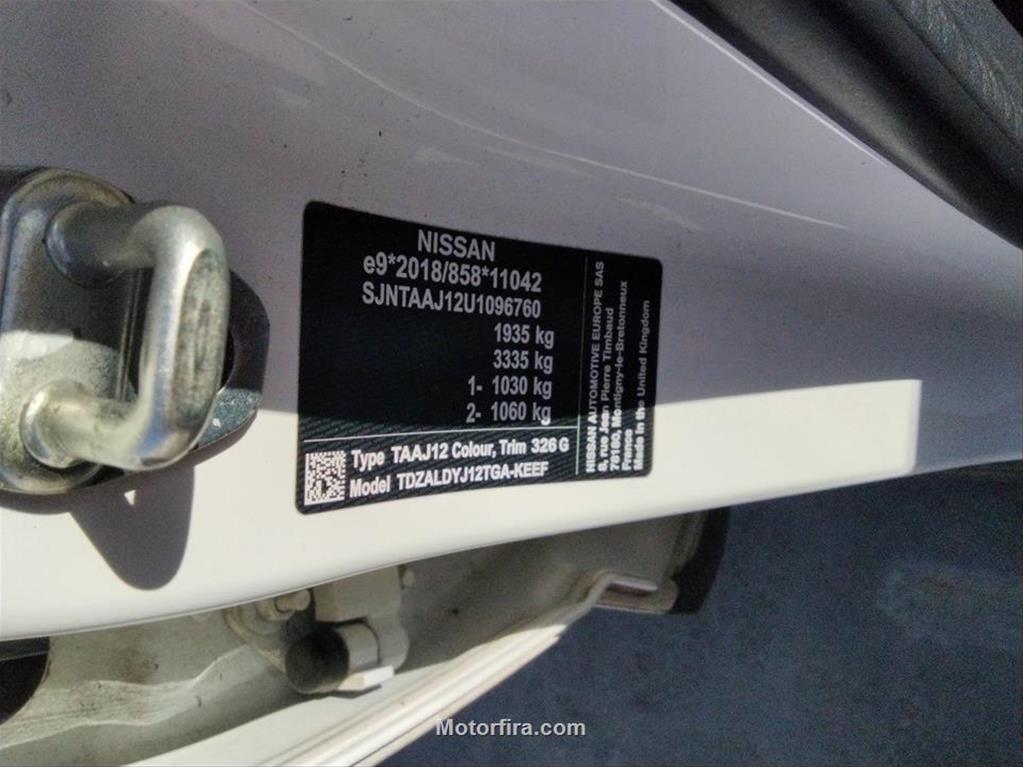 NISSAN
e9*2018/858*11042
SJNTAAJ12U1096760
1935 kg
3335 kg
1- 1030 kg
2- 1060 kg
Type TAAJ12 Colour, Trim 326 G
Model TDZALDYJ12TGA-KEEF
NISSAN AUTOMOTIVE EUROPE SAS
8, rue Jean Pierre Timbaud
78180, Montigny-le-Bretonneux
France
Made in the United Kingdom
Motorfira.com